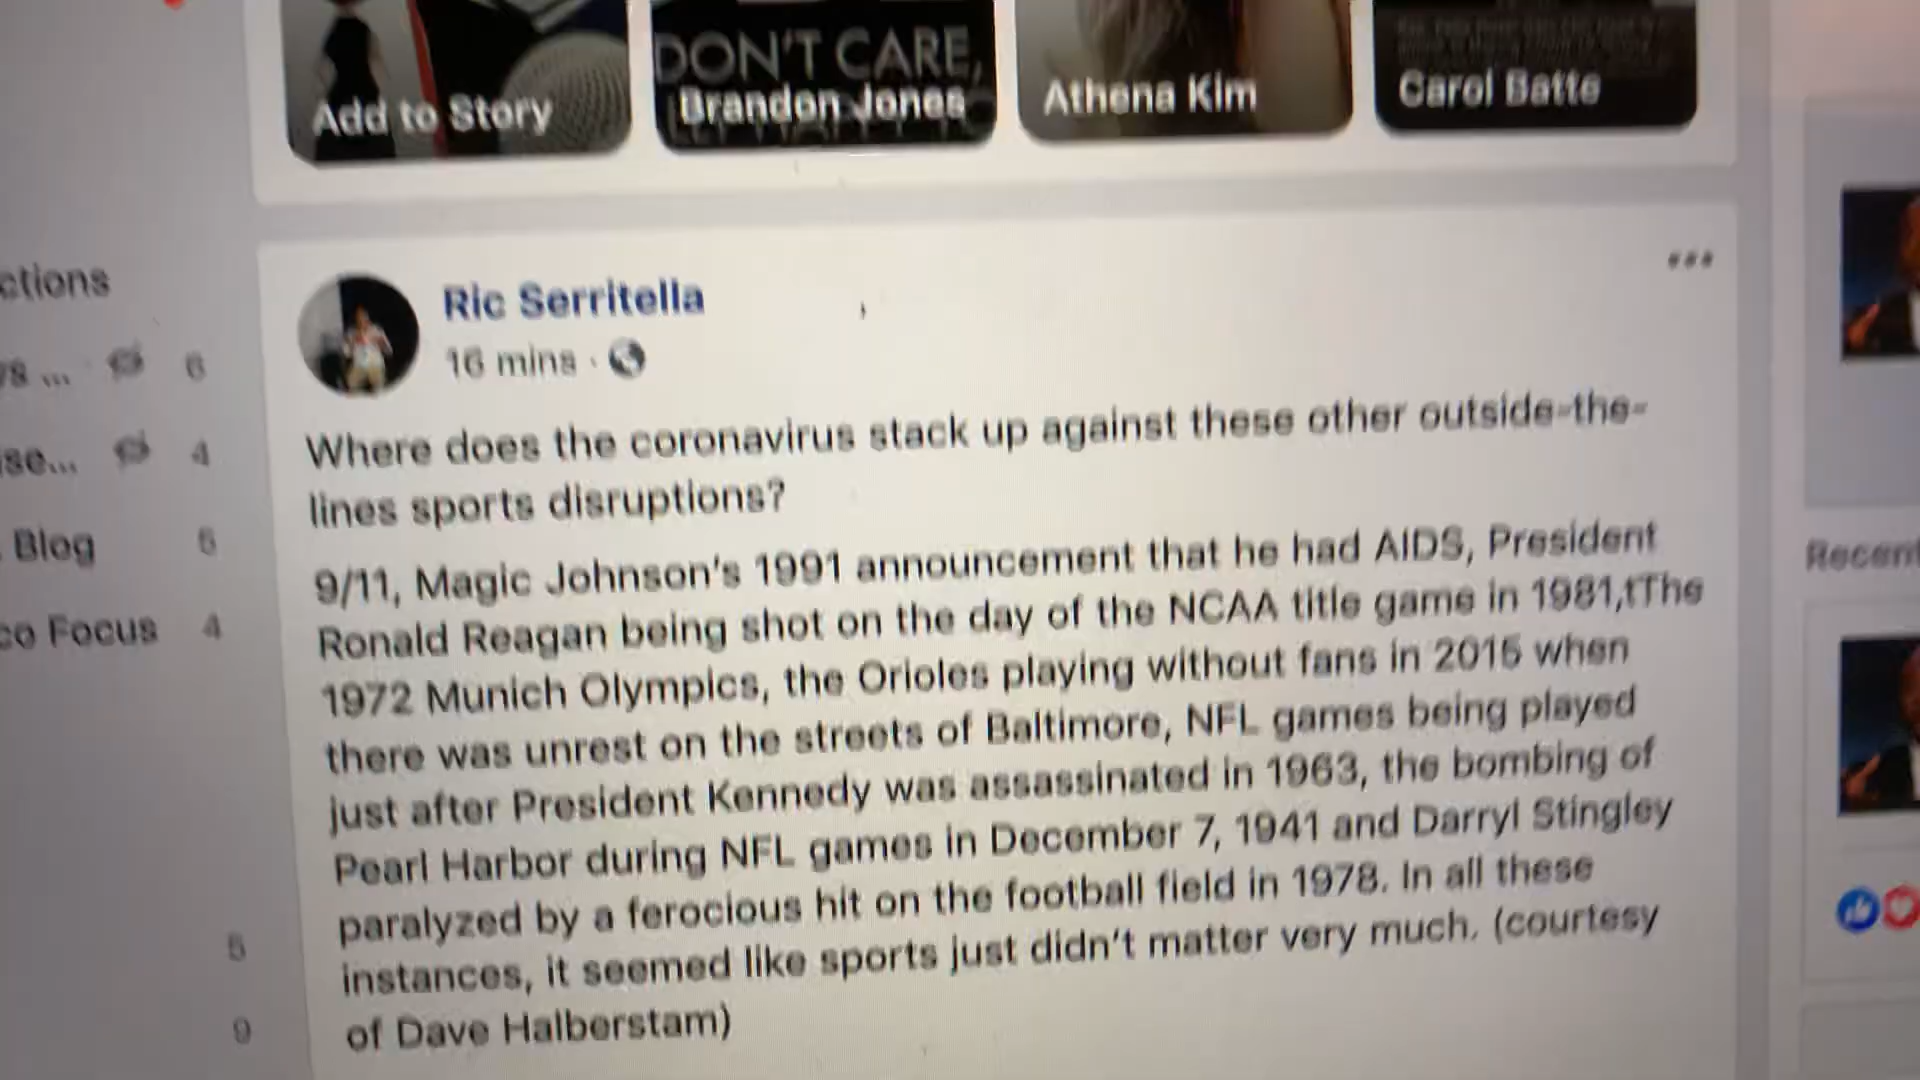 DON'T CARE,
Add to Story
Brandon Jones
Athena Kim
Carol Batte
ctions
6
se...
4
Blog
5
co Focus
4
5
9
Ric Serritella
16 mins ·
Where does the coronavirus stack up against these other outside-the-
lines sports disruptions?
9/11, Magic Johnson's 1991 announcement that he had AIDS, President
Ronald Reagan being shot on the day of the NCAA title game in 1981,tThe
1972 Munich Olympics, the Orioles playing without fans in 2015 when
there was unrest on the streets of Baltimore, NFL games being played
just after President Kennedy was assassinated in 1963, the bombing of
Pearl Harbor during NFL games in December 7, 1941 and Darryl Stingley
paralyzed by a ferocious hit on the football field in 1978. In all these
instances, it seemed like sports just didn't matter very much. (courtesy
of Dave Halberstam)
Recent